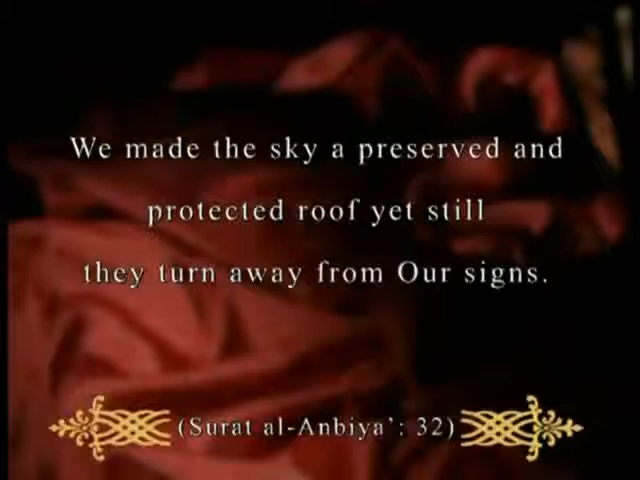 We made the sky a preserved and
protected roof yet still
they turn away from Our signs.
(Surat al-Anbiya': 32)